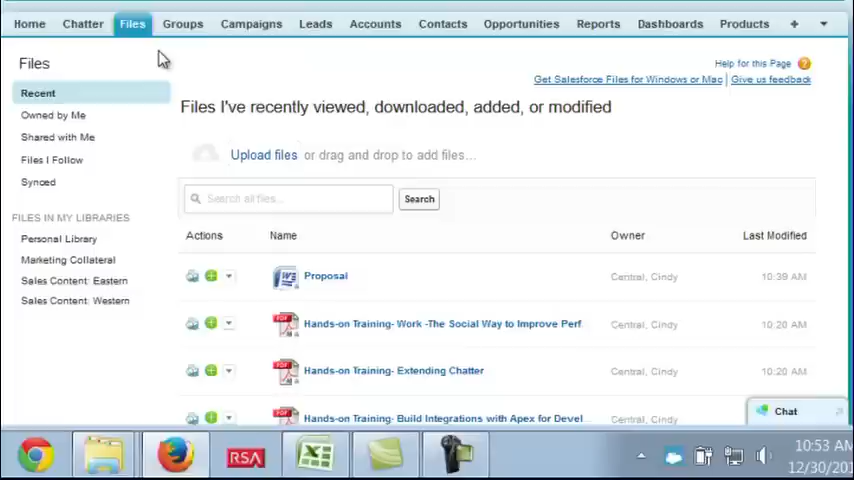 Home Chatter Files Groups Campaigns Leads Accounts Contacts Opportunities Reports Dashboards Products +
Files
Help for this Page ?
Get Salesforce Files for Windows or Mac | Give us feedback
Recent
Owned by Me
Shared with Me
Files I Follow
Synced
FILES IN MY LIBRARIES
Personal Library
Marketing Collateral
Sales Content: Eastern
Sales Content: Western
Files I've recently viewed, downloaded, added, or modified
Upload files or drag and drop to add files...
Search all files... Search
Actions Name Owner Last Modified
Proposal Central, Cindy 10:39 AM
PDF Hands-on Training- Work -The Social Way to Improve Perf Central, Cindy 10:20 AM
PDF Hands-on Training- Extending Chatter Central, Cindy 10:20 AM
PDF Hands-on Training- Build Integrations with Apex for Devel... Central, Cindy
Chat
RSA
10:53 AM
12/30/20